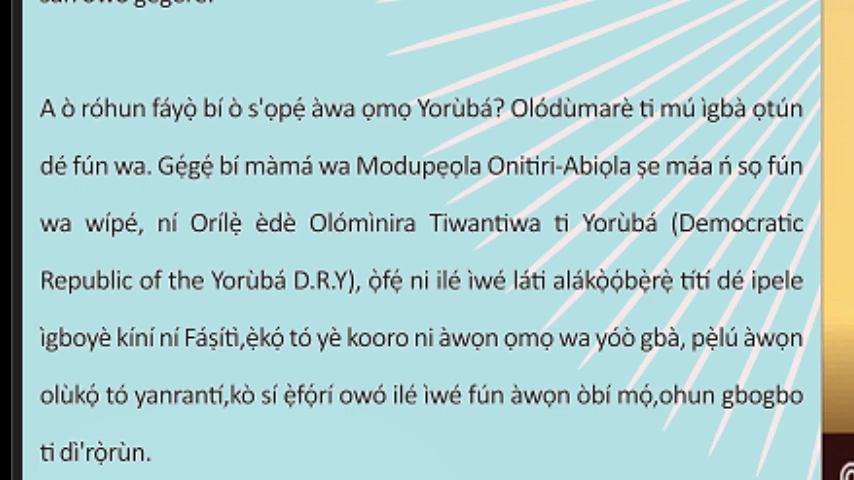 A ò róhun fáyọ̀ bí ò s'ọpẹ́ àwa ọmọ Yorùbá? Olódùmarè ti mú ìgbà ọtún
dé fún wa. Gẹ́gẹ́ bí màmá wa Modupẹọla Onitiri-Abiọla ṣe máa ń sọ fún
wa wípé, ní Orílẹ̀ èdè Olómìnira Tiwantiwa ti Yorùbá (Democratic
Republic of the Yorùbá D.R.Y), ọ̀fẹ́ ni ilé ìwé láti alákọ̀ọ́bẹ̀rẹ̀ títí dé ipele
ìgboyè kíní ní Fáṣítì,ẹ̀kọ́ tó yè kooro ni àwọn ọmọ wa yóò gbà, pẹ̀lú àwọn
olùkọ́ tó yanrantí,kò sí ẹ̀fọ́rí owó ilé ìwé fún àwọn òbí mọ́,ohun gbogbo
ti dì'rọ̀rùn.